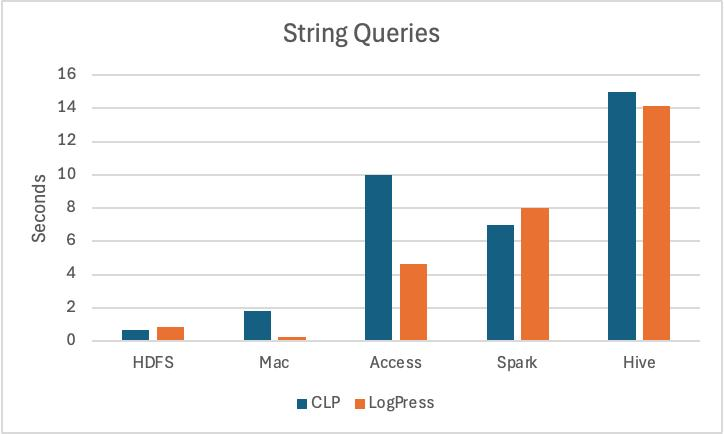 String Queries
16
14
12
10
8
6
4
2
0
Seconds
HDFS Mac Access Spark Hive
CLP LogPress